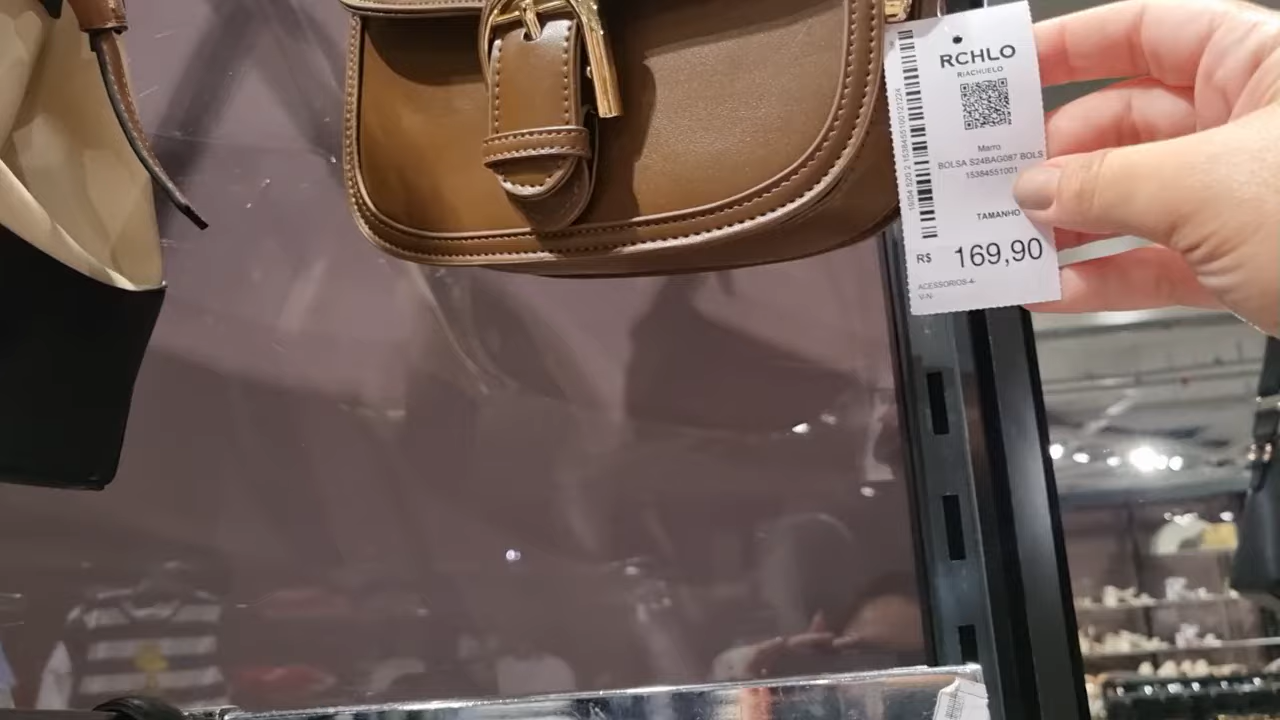 RCHLO
RIACHUELO
Marro
BOLSA S24BAG087 BOLS
15384551001
TAMANHO
R$ 169,90
ACESSORIOS-4-
V-N-